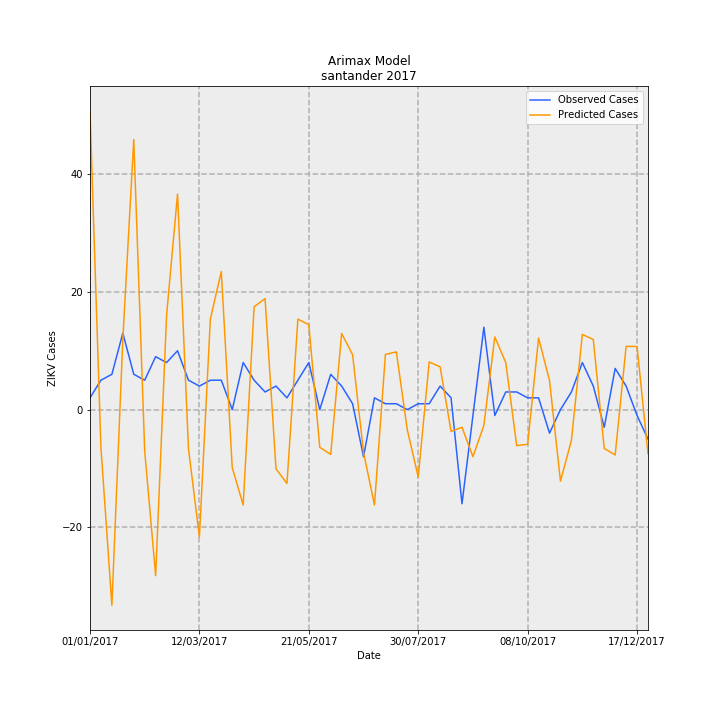 Arimax Model
santander 2017
Observed Cases
Predicted Cases
ZIKV Cases
40
20
0
−20
01/01/2017 12/03/2017 21/05/2017 30/07/2017 08/10/2017 17/12/2017
Date